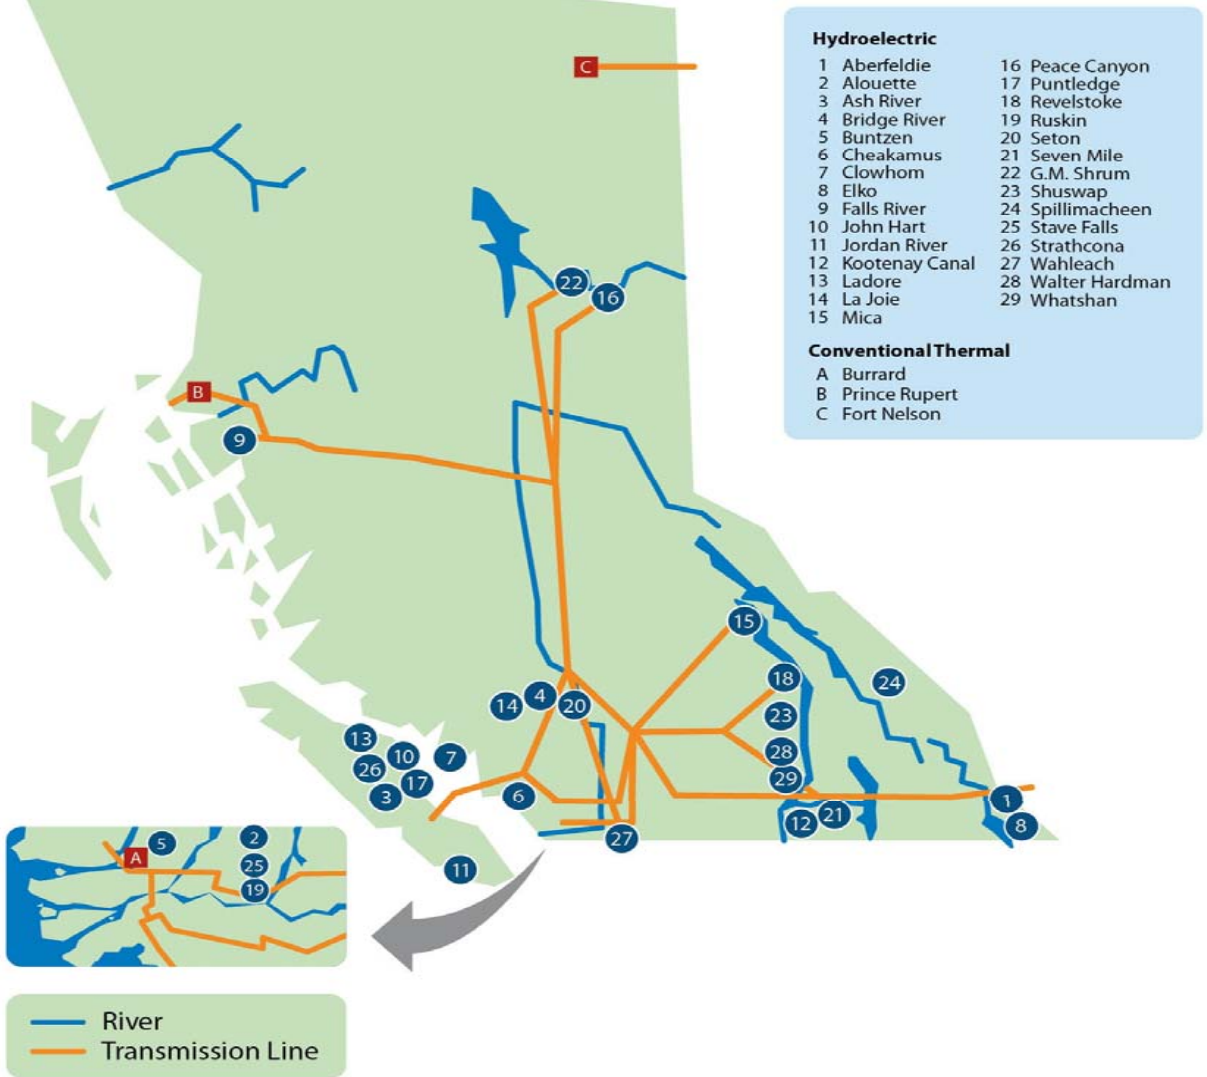 Hydroelectric
1 Aberfeldie
2 Alouette
3 Ash River
4 Bridge River
5 Buntzen
6 Cheakamus
7 Clowhom
8 Elko
9 Falls River
10 John Hart
11 Jordan River
12 Kootenay Canal
13 Ladore
14 La Joie
15 Mica
16 Peace Canyon
17 Puntledge
18 Revelstoke
19 Ruskin
20 Seton
21 Seven Mile
22 G.M. Shrum
23 Shuswap
24 Spillimacheen
25 Stave Falls
26 Strathcona
27 Wahleach
28 Walter Hardman
29 Whatshan
Conventional Thermal
A Burrard
B Prince Rupert
C Fort Nelson
C
22
16
B
9
15
18
24
14
4
20
23
13
10
7
28
26
17
29
3
6
1
12
21
8
27
11
5
2
A
25
19
River
Transmission Line